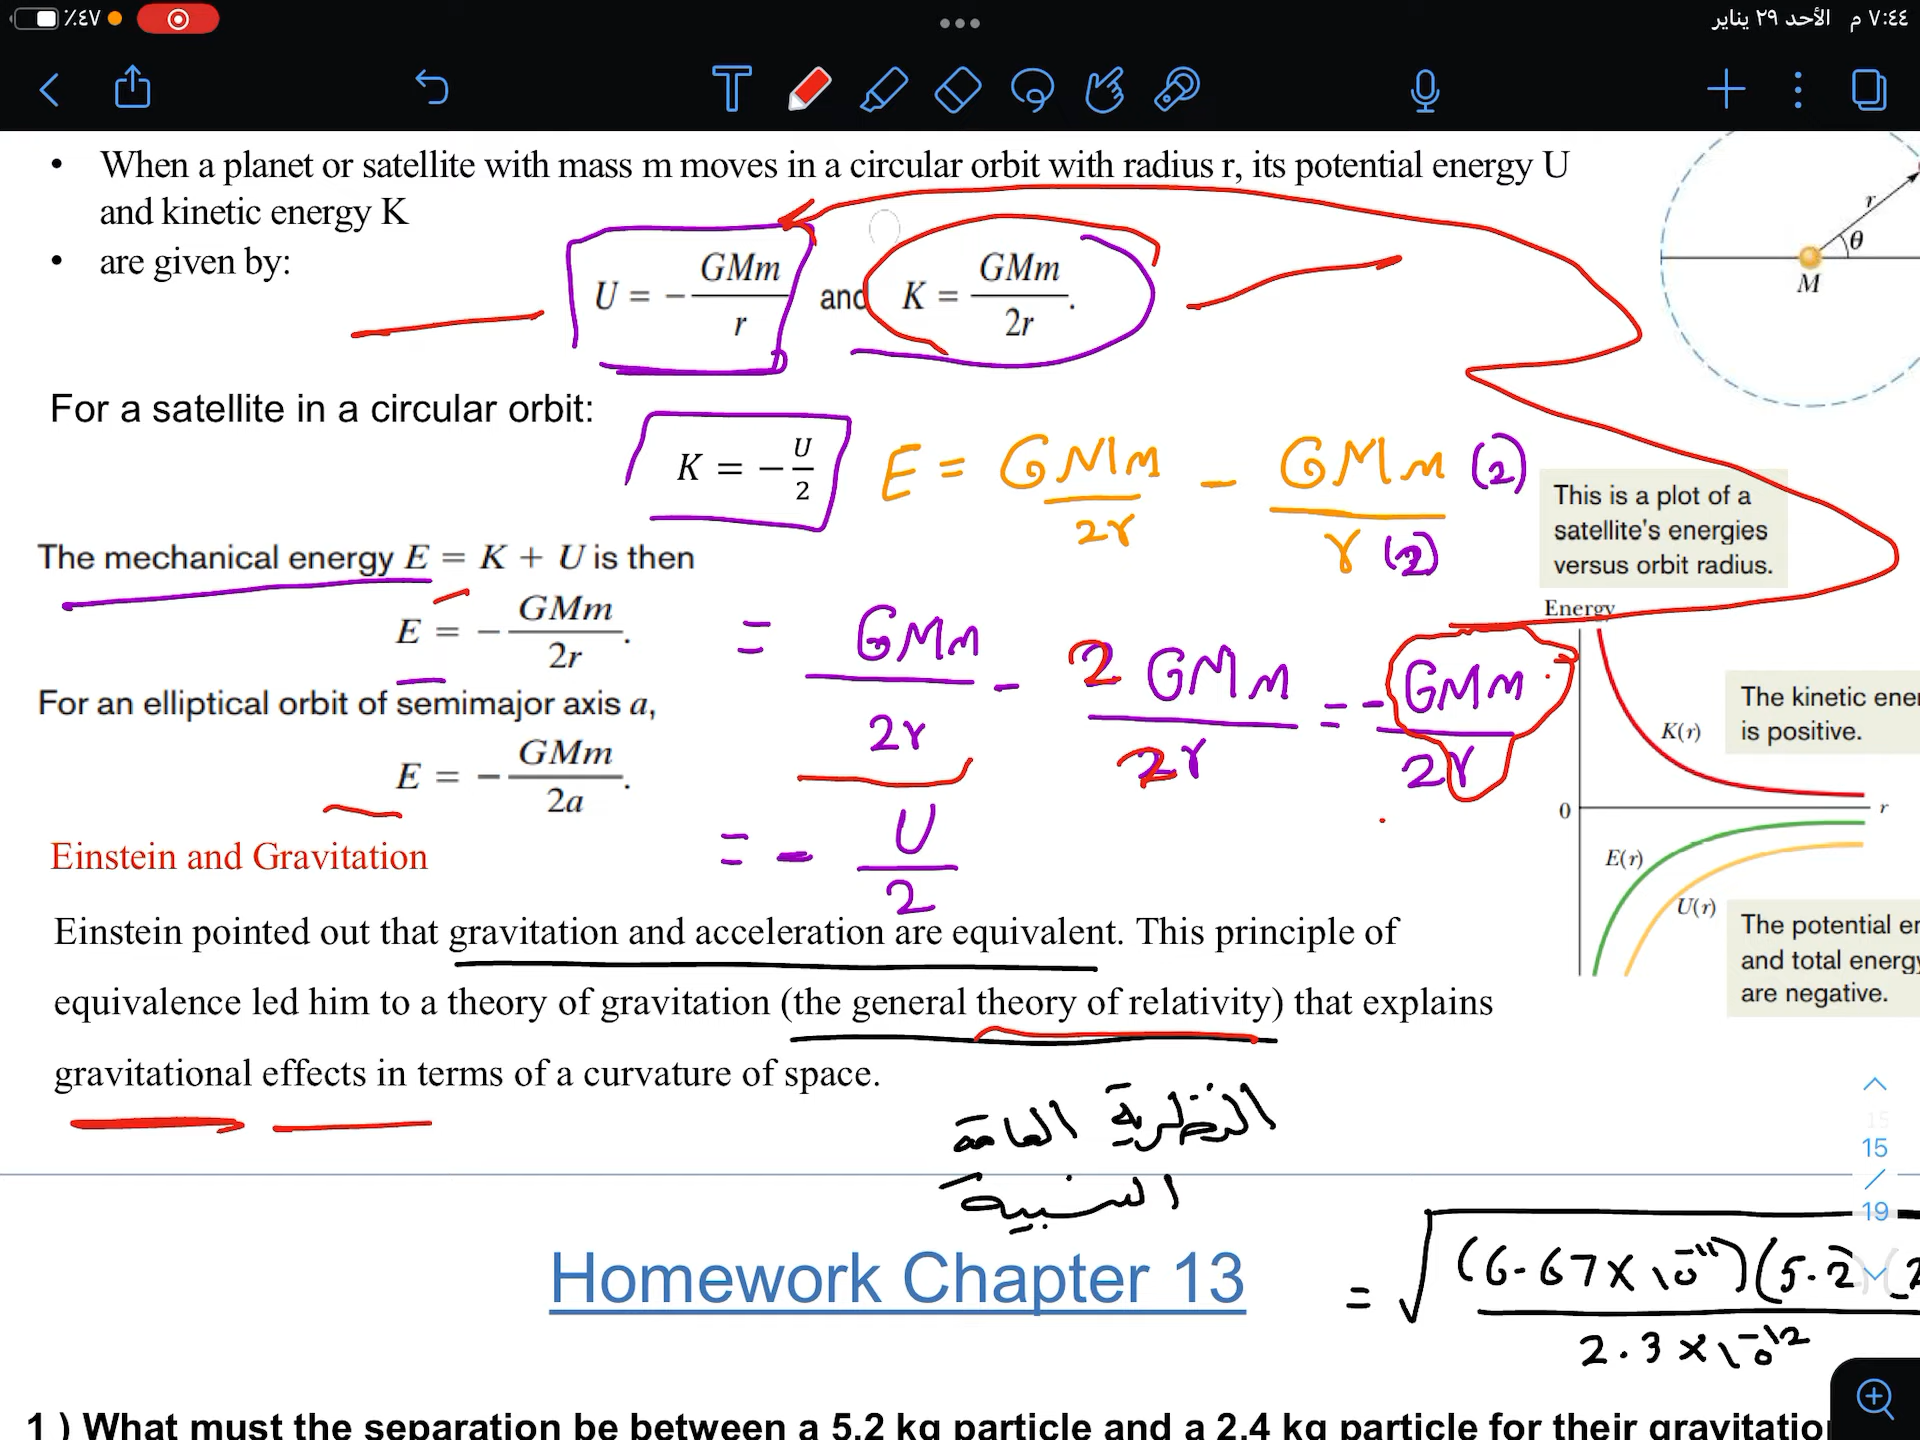 ٪٤٧
٧:٤٤ م الأحد ٢٩ يناير
• When a planet or satellite with mass m moves in a circular orbit with radius r, its potential energy U
and kinetic energy K
• are given by:
U = − GMm / r and K = GMm / 2r.
r
θ
M
For a satellite in a circular orbit:
K = − U / 2
E = GMm / 2r − GMm (2) / r (2)
This is a plot of a
satellite's energies
versus orbit radius.
The mechanical energy E = K + U is then
E = − GMm / 2r.
= GMm / 2r − 2 GMm / 2r = − GMm / 2r
For an elliptical orbit of semimajor axis a,
E = − GMm / 2a.
= − U / 2
Energy
The kinetic ener
is positive.
K(r)
0
r
E(r)
U(r)
The potential er
and total energy
are negative.
Einstein and Gravitation
Einstein pointed out that gravitation and acceleration are equivalent. This principle of
equivalence led him to a theory of gravitation (the general theory of relativity) that explains
gravitational effects in terms of a curvature of space.
النظرية العامة
النسبية
15
15
/
19
Homework Chapter 13
= √ (6.67 x 10⁻¹¹)(5.2 (2 / 2.3 x 10⁻¹²
1 ) What must the separation be between a 5.2 kg particle and a 2.4 kg particle for their gravitatio